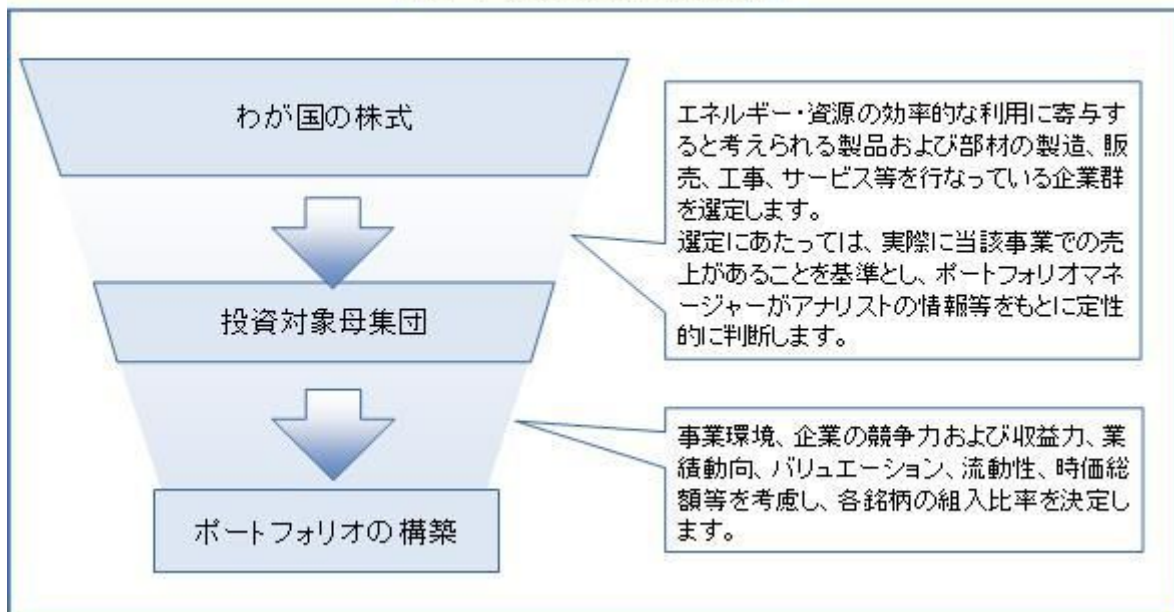 わが国の株式
エネルギー・資源の効率的な利用に寄与す
ると考えられる製品および部材の製造、販
売、工事、サービス等を行なっている企業群
を選定します。
選定にあたっては、実際に当該事業での売
上があることを基準とし、ポートフォリオマネ
ージャーがアナリストの情報等をもとに定性
的に判断します。
投資対象母集団
事業環境、企業の競争力および収益力、業
績動向、バリュエーション、流動性、時価総
額等を考慮し、各銘柄の組入比率を決定し
ます。
ポートフォリオの構築